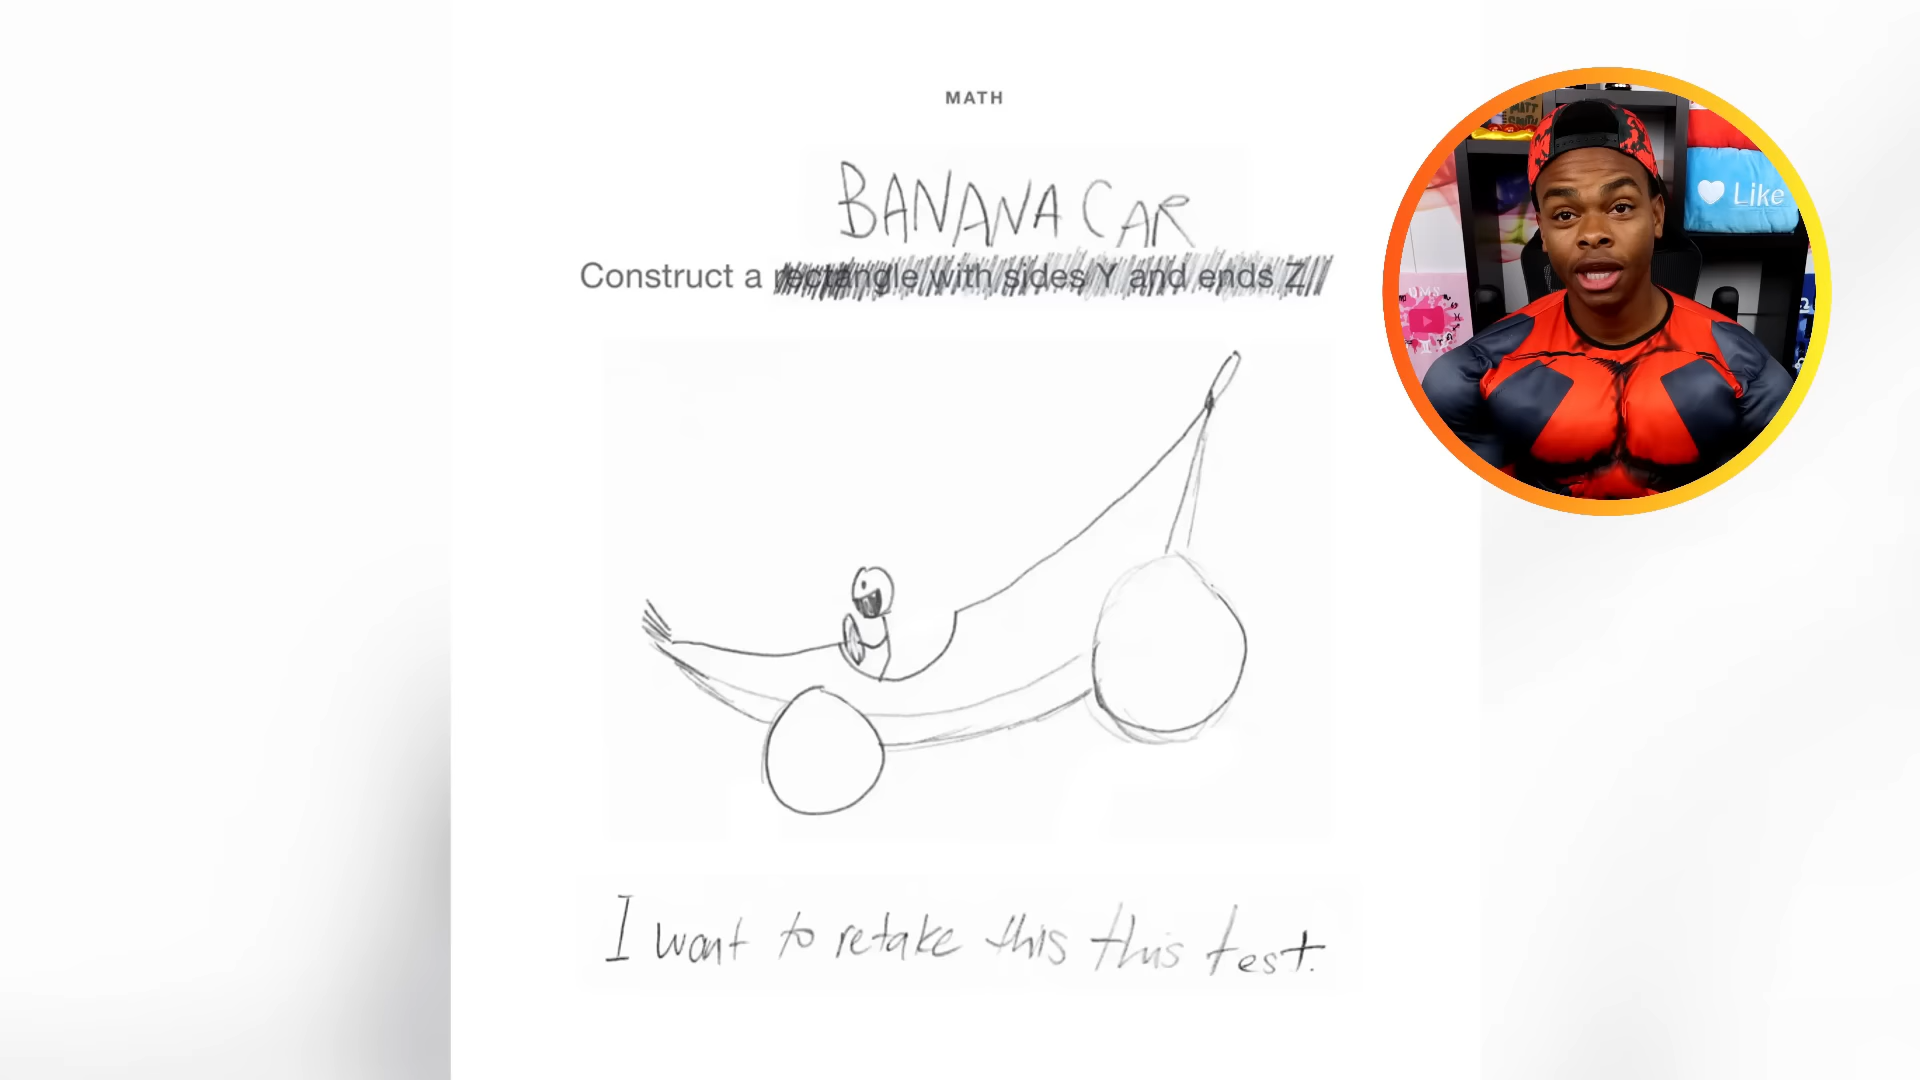 MATH
BANANA CAR
Construct a rectangle with sides Y and ends Z
I want to retake this this test.
Like